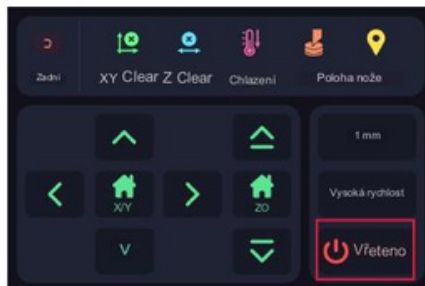 Zadní
XY Clear
Z Clear
Chlazení
Poloha nože
X/Y
ZO
V
1 mm
Vysoká rychlost
Vřeteno